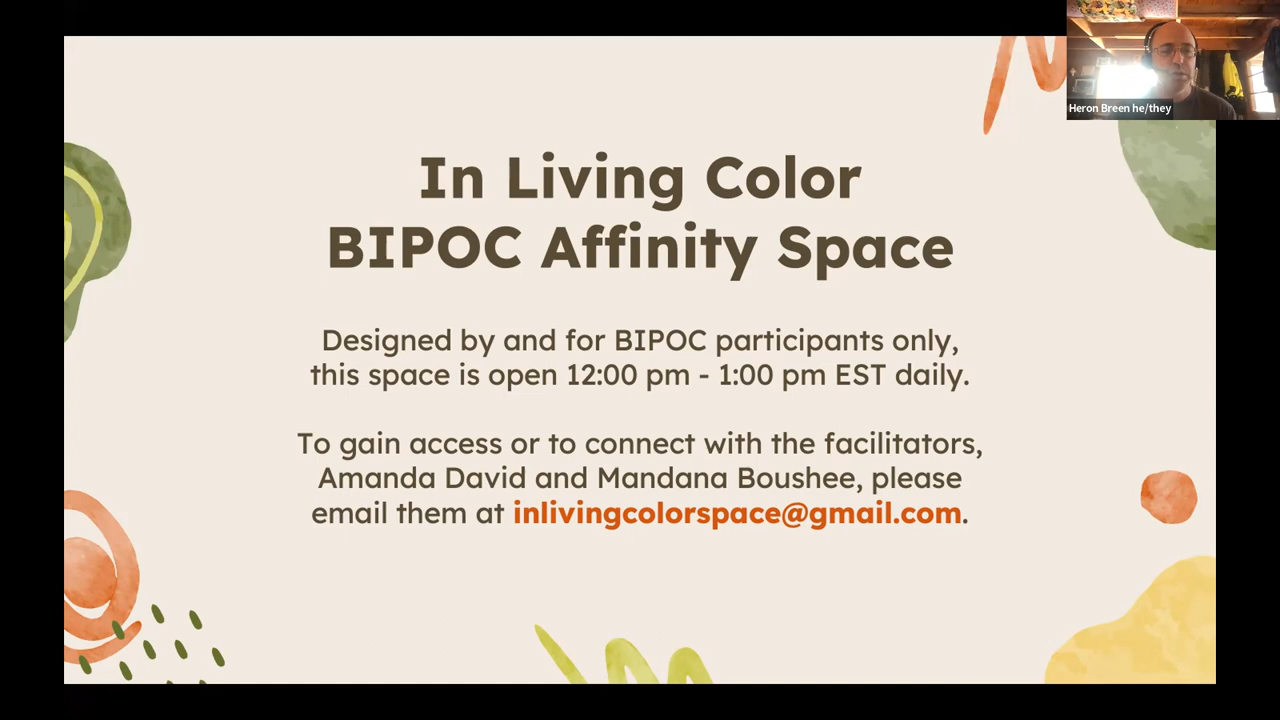 Heron Breen he/they
In Living Color
BIPOC Affinity Space
Designed by and for BIPOC participants only,
this space is open 12:00 pm - 1:00 pm EST daily.
To gain access or to connect with the facilitators,
Amanda David and Mandana Boushee, please
email them at inlivingcolorspace@gmail.com.